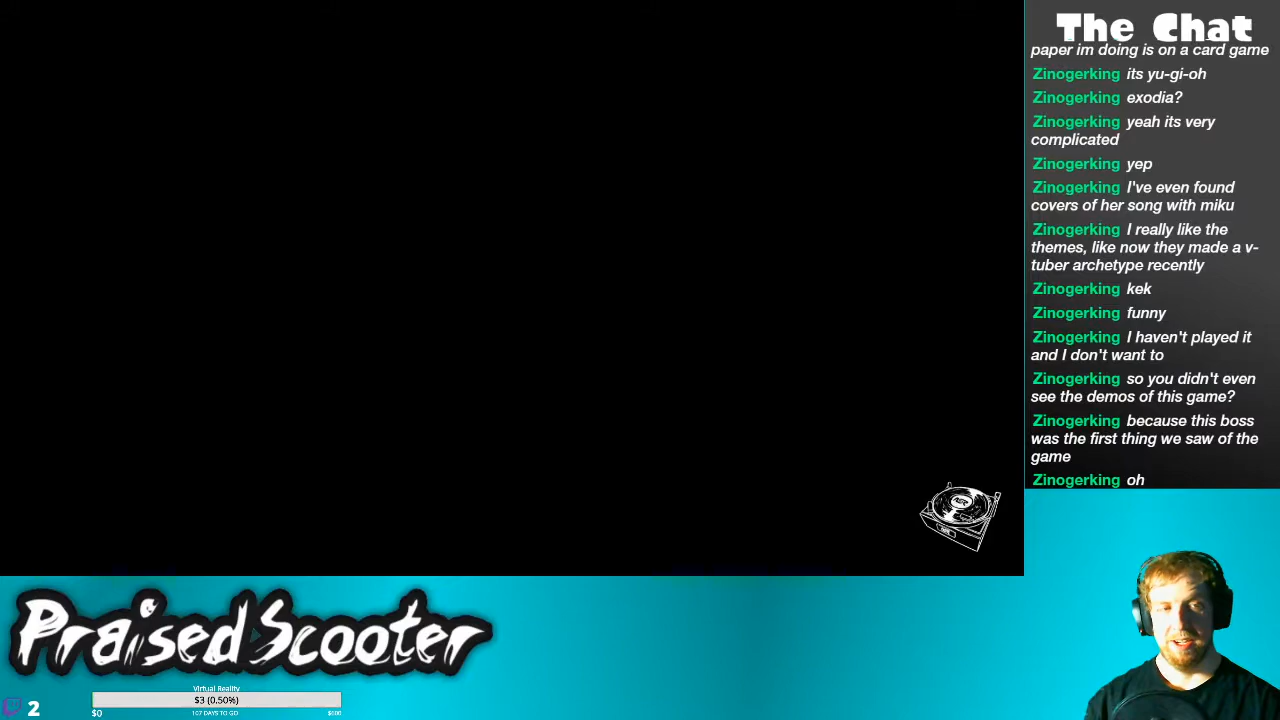 The Chat
paper im doing is on a card game
Zinogerking its yu-gi-oh
Zinogerking exodia?
Zinogerking yeah its very
complicated
Zinogerking yep
Zinogerking I've even found
covers of her song with miku
Zinogerking I really like the
themes, like now they made a v-
tuber archetype recently
Zinogerking kek
Zinogerking funny
Zinogerking I haven't played it
and I don't want to
Zinogerking so you didn't even
see the demos of this game?
Zinogerking because this boss
was the first thing we saw of the
game
Zinogerking oh
PraisedScooter
Virtual Reality
$3 (0.50%)
2
$0
107 DAYS TO GO